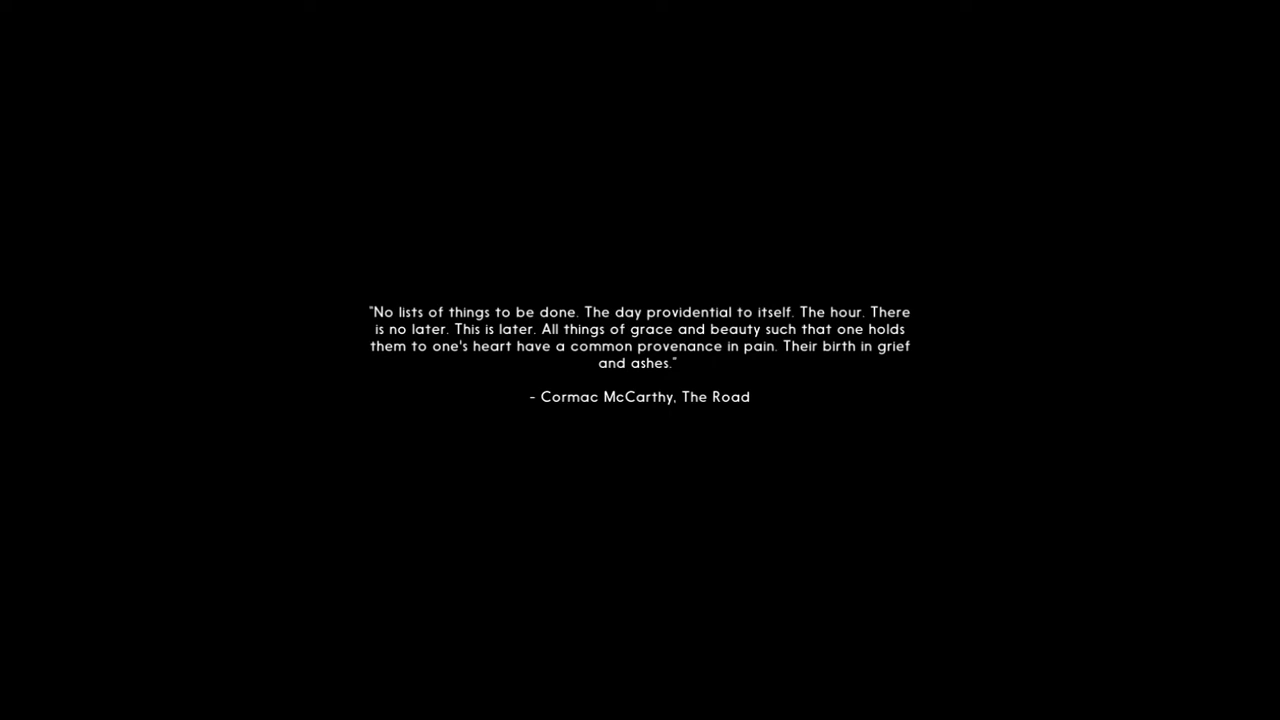 "No lists of things to be done. The day providential to itself. The hour. There
is no later. This is later. All things of grace and beauty such that one holds
them to one's heart have a common provenance in pain. Their birth in grief
and ashes."
- Cormac McCarthy, The Road